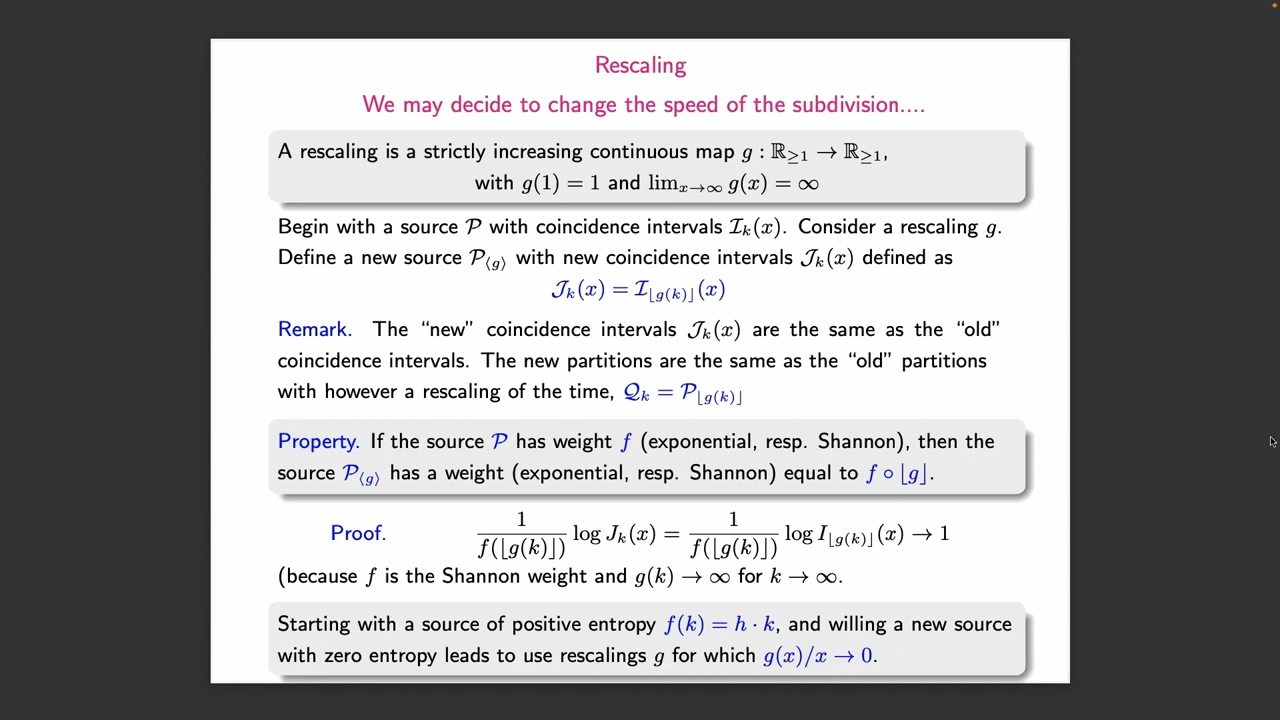 Rescaling
We may decide to change the speed of the subdivision....
A rescaling is a strictly increasing continuous map g : ℝ≥1 → ℝ≥1,
with g(1) = 1 and lim_{x→∞} g(x) = ∞
Begin with a source 𝒫 with coincidence intervals ℐ_k(x). Consider a rescaling g.
Define a new source 𝒫_{⟨g⟩} with new coincidence intervals 𝒥_k(x) defined as
𝒥_k(x) = ℐ_{⌊g(k)⌋}(x)
Remark. The “new” coincidence intervals 𝒥_k(x) are the same as the “old”
coincidence intervals. The new partitions are the same as the “old” partitions
with however a rescaling of the time, 𝒬_k = 𝒫_{⌊g(k)⌋}
Property. If the source 𝒫 has weight f (exponential, resp. Shannon), then the
source 𝒫_{⟨g⟩} has a weight (exponential, resp. Shannon) equal to f ∘ ⌊g⌋.
Proof. 1/f(⌊g(k)⌋) log J_k(x) = 1/f(⌊g(k)⌋) log I_{⌊g(k)⌋}(x) → 1
(because f is the Shannon weight and g(k) → ∞ for k → ∞.
Starting with a source of positive entropy f(k) = h · k, and willing a new source
with zero entropy leads to use rescalings g for which g(x)/x → 0.